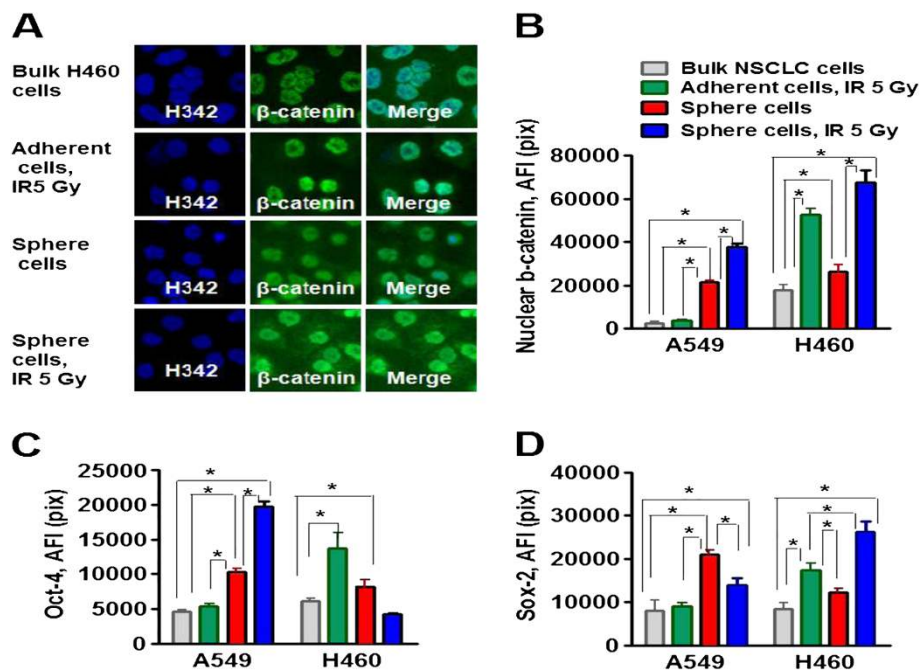 A
Bulk H460
cells
H342
β-catenin
Merge
Adherent
cells,
IR5 Gy
H342
β-catenin
Merge
Sphere
cells
H342
β-catenin
Merge
Sphere
cells,
IR 5 Gy
H342
β-catenin
Merge
B
Bulk NSCLC cells
Adherent cells, IR 5 Gy
Sphere cells
Sphere cells, IR 5 Gy
Nuclear b-catenin, AFI (pix)
80000
60000
40000
20000
0
* * * *
* * * * *
A549
H460
C
Oct-4, AFI (pix)
25000
20000
15000
10000
5000
0
* * * *
* *
A549
H460
D
Sox-2, AFI (pix)
40000
30000
20000
10000
0
* * * *
* * * *
A549
H460